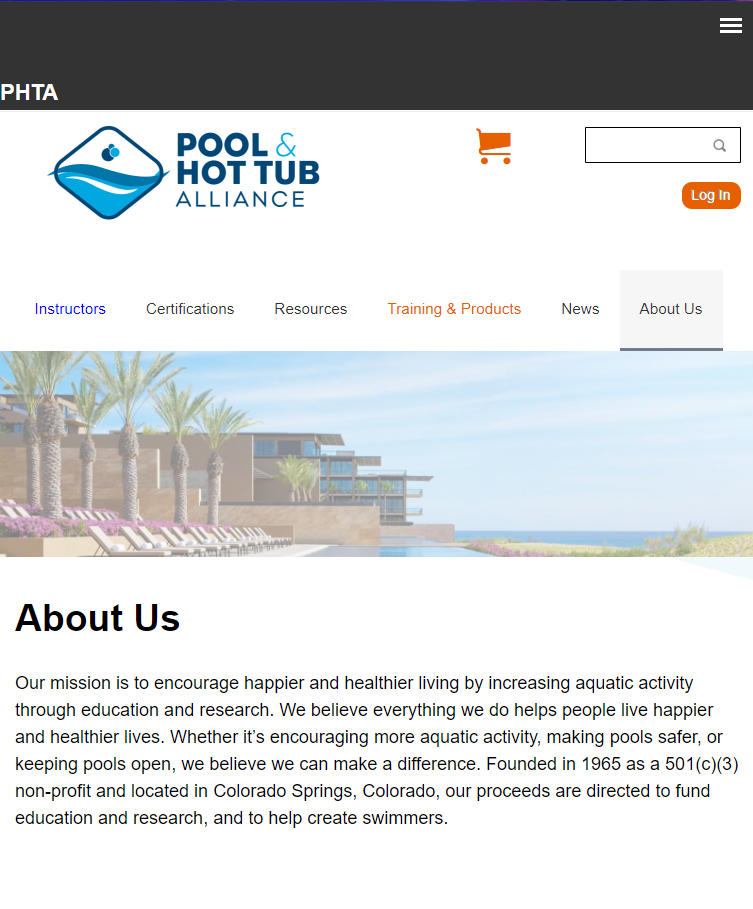 PHTA
POOL &
HOT TUB
ALLIANCE
Log In
Instructors Certifications Resources Training & Products News About Us
About Us
Our mission is to encourage happier and healthier living by increasing aquatic activity
through education and research. We believe everything we do helps people live happier
and healthier lives. Whether it’s encouraging more aquatic activity, making pools safer, or
keeping pools open, we believe we can make a difference. Founded in 1965 as a 501(c)(3)
non-profit and located in Colorado Springs, Colorado, our proceeds are directed to fund
education and research, and to help create swimmers.